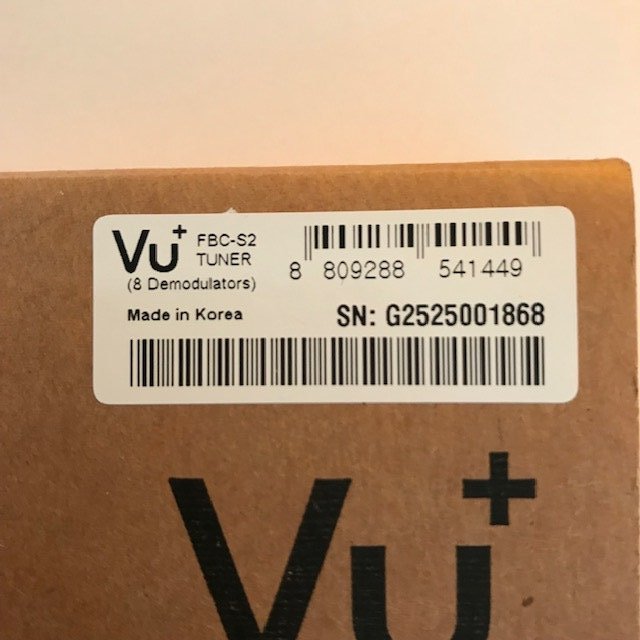 Vu+ FBC-S2
TUNER
(8 Demodulators)
8 809288 541449
Made in Korea
SN: G2525001868
Vu+